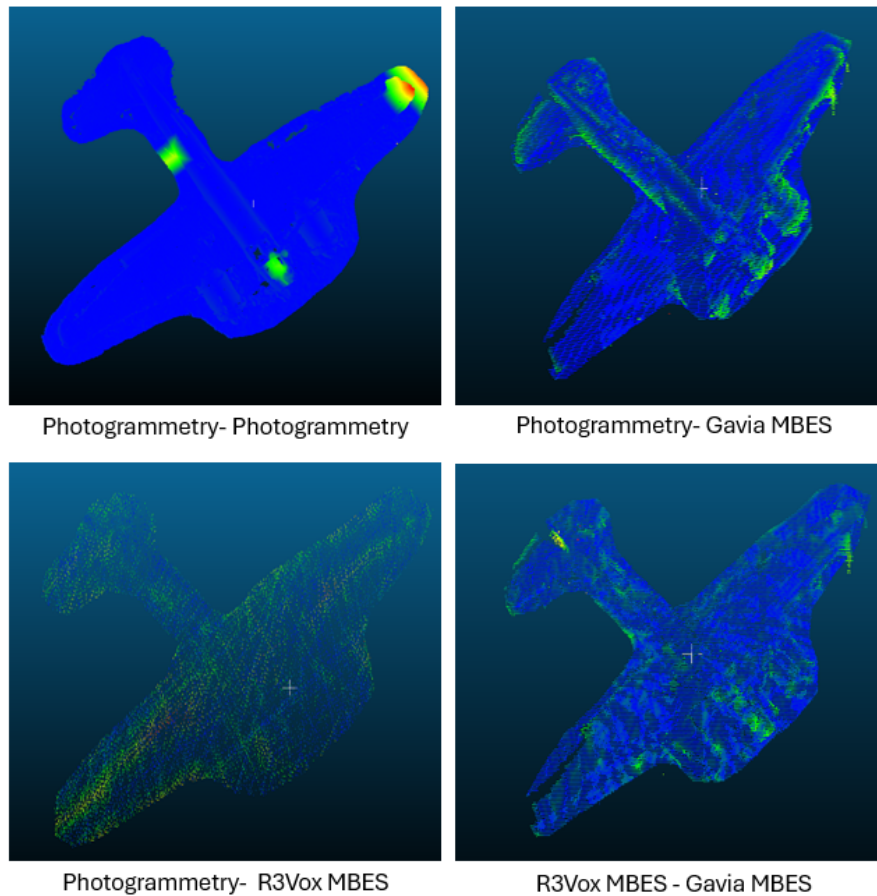 Photogrammetry- Photogrammetry
Photogrammetry- Gavia MBES
Photogrammetry- R3Vox MBES
R3Vox MBES - Gavia MBES